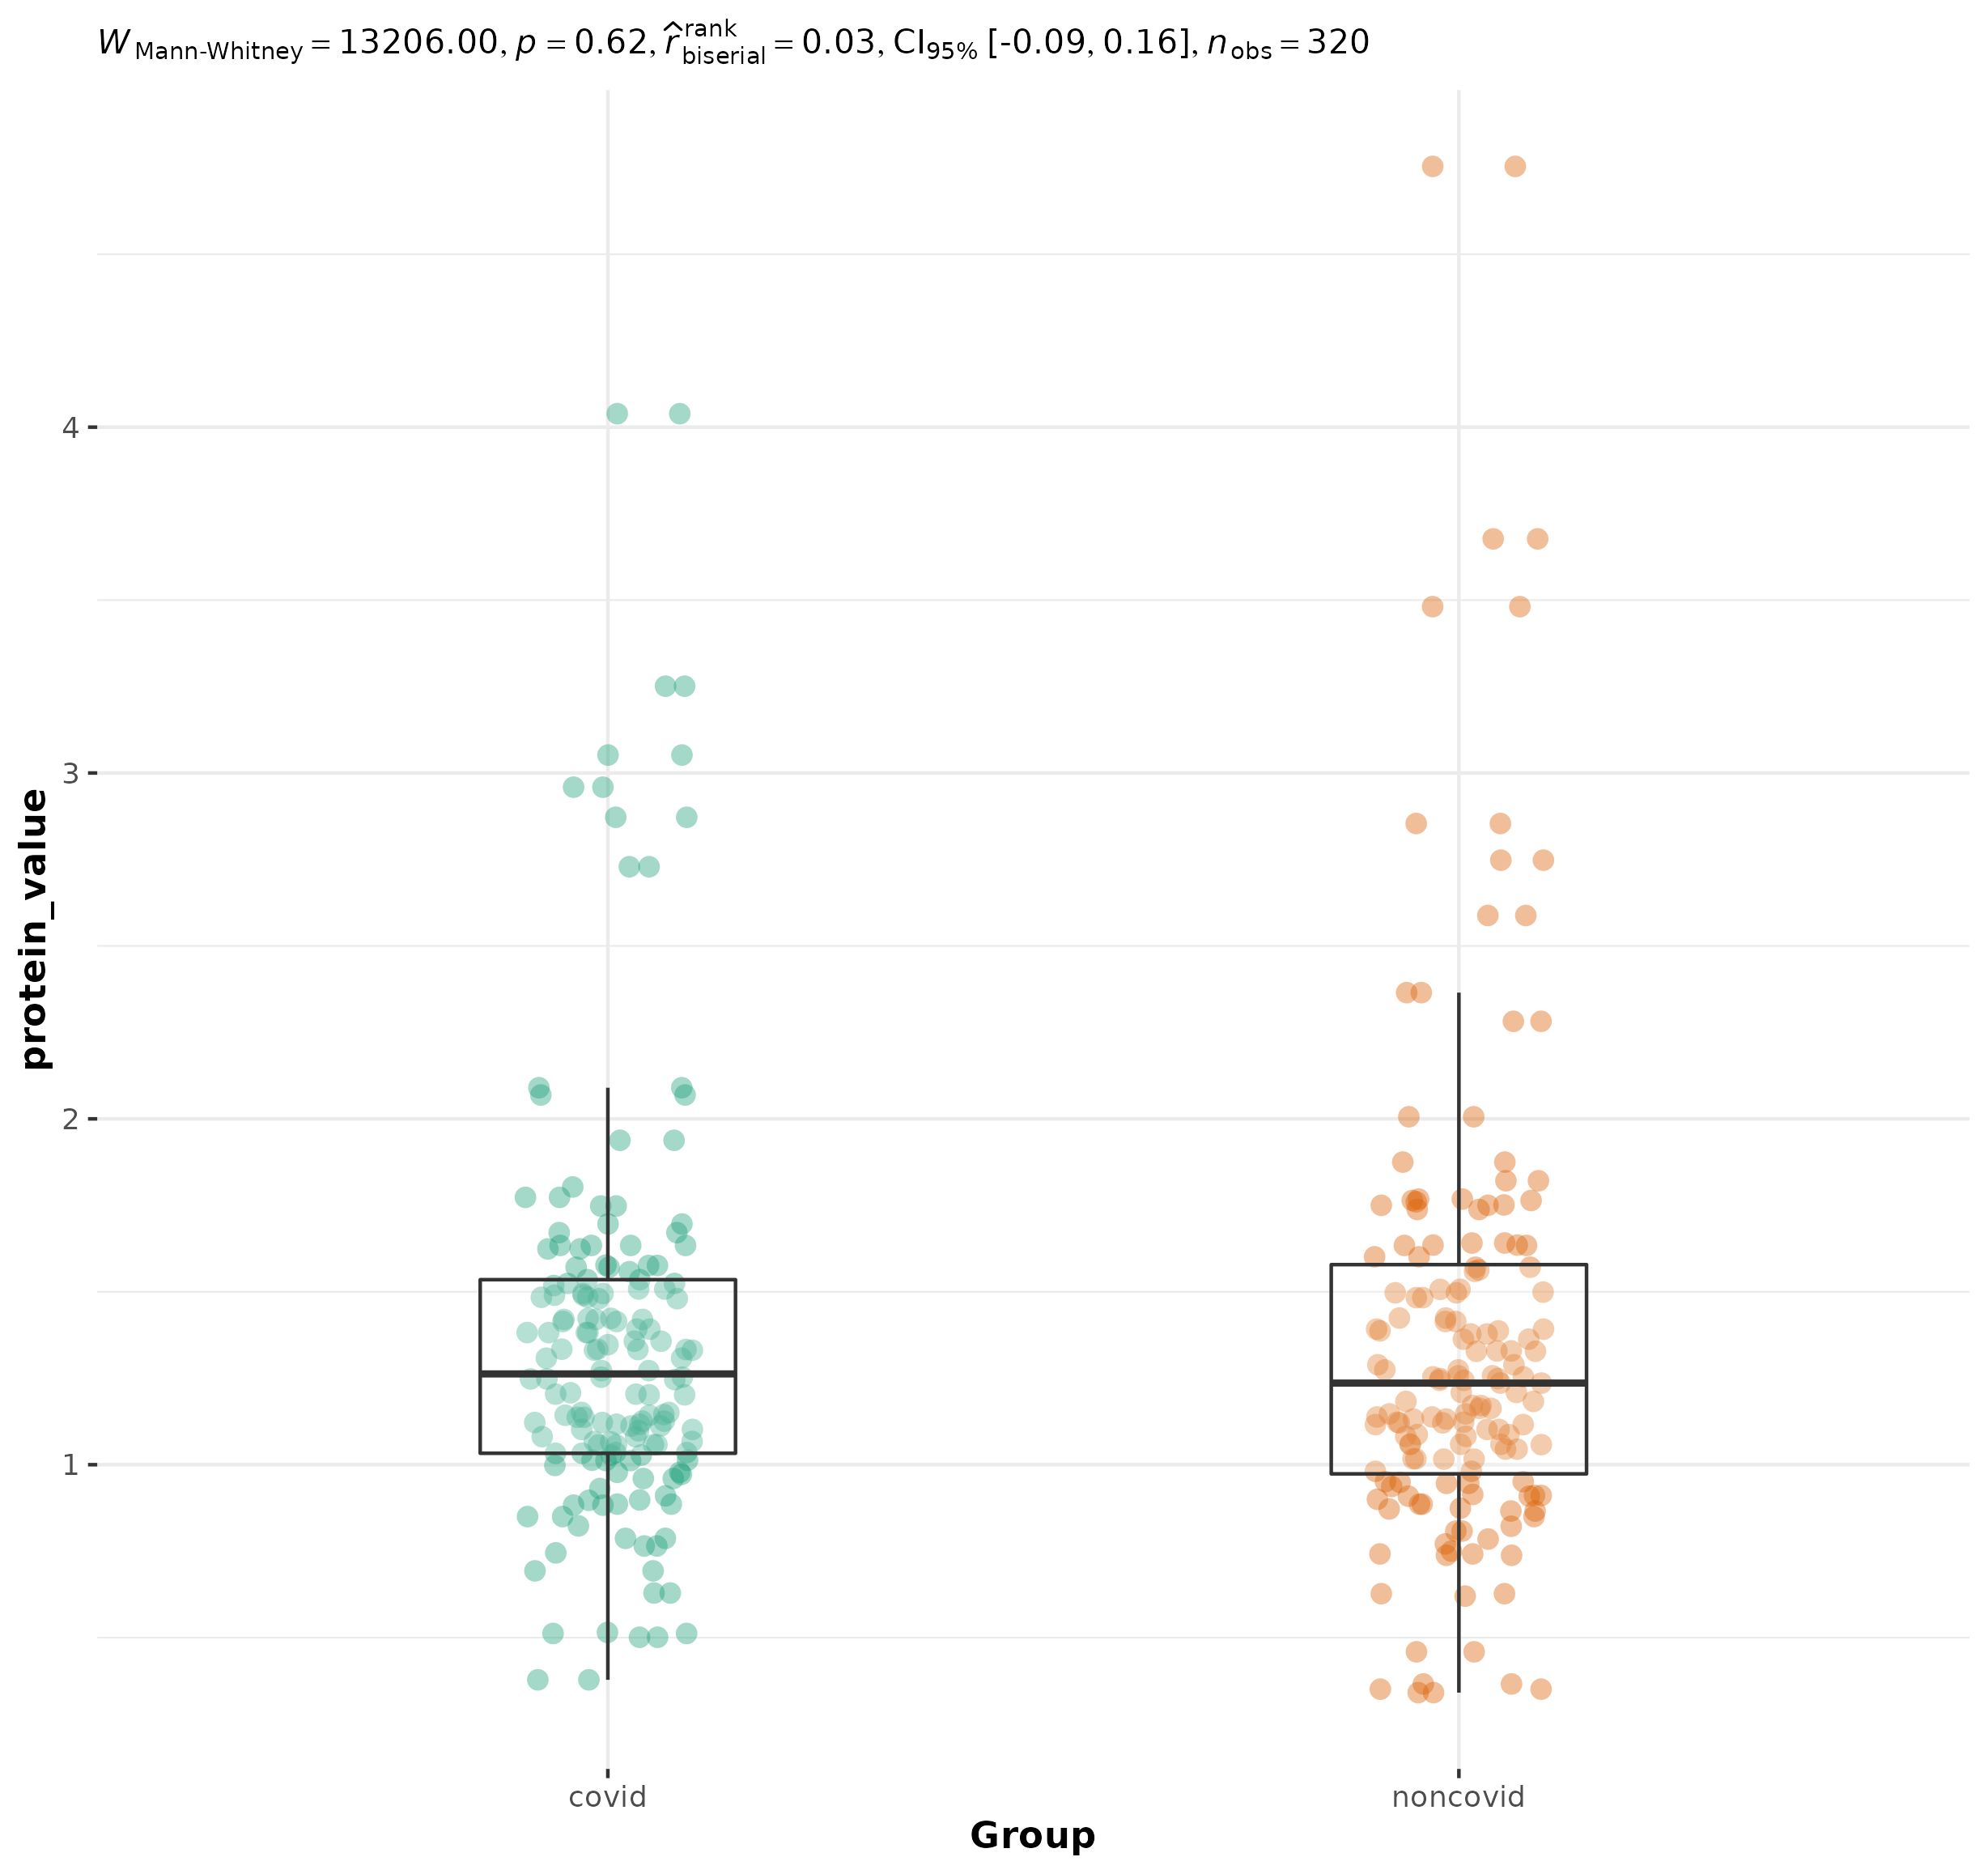 W Mann-Whitney = 13206.00, p = 0.62, r̂ rank biserial = 0.03, CI95% [-0.09, 0.16], n obs = 320
4
3
2
1
protein_value
covid
noncovid
Group